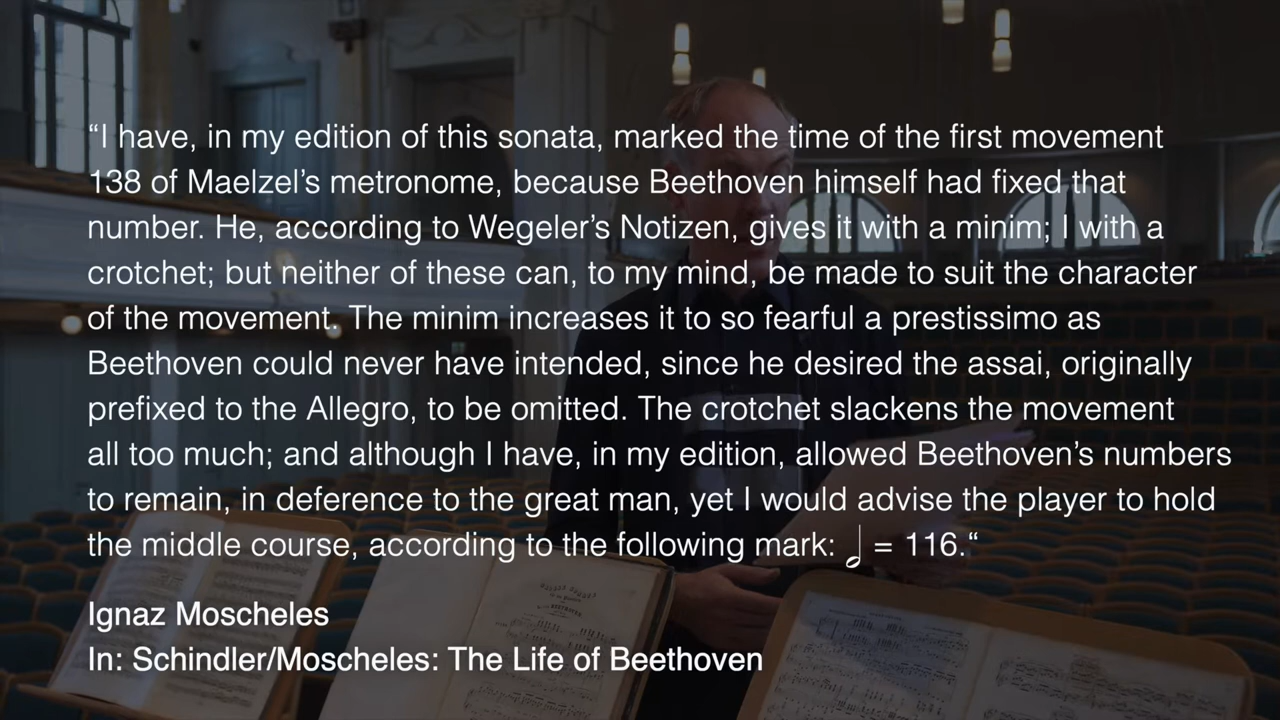 “I have, in my edition of this sonata, marked the time of the first movement
138 of Maelzel’s metronome, because Beethoven himself had fixed that
number. He, according to Wegeler’s Notizen, gives it with a minim; I with a
crotchet; but neither of these can, to my mind, be made to suit the character
of the movement. The minim increases it to so fearful a prestissimo as
Beethoven could never have intended, since he desired the assai, originally
prefixed to the Allegro, to be omitted. The crotchet slackens the movement
all too much; and although I have, in my edition, allowed Beethoven’s numbers
to remain, in deference to the great man, yet I would advise the player to hold
the middle course, according to the following mark: 𝅗𝅥 = 116.“
Ignaz Moscheles
In: Schindler/Moscheles: The Life of Beethoven